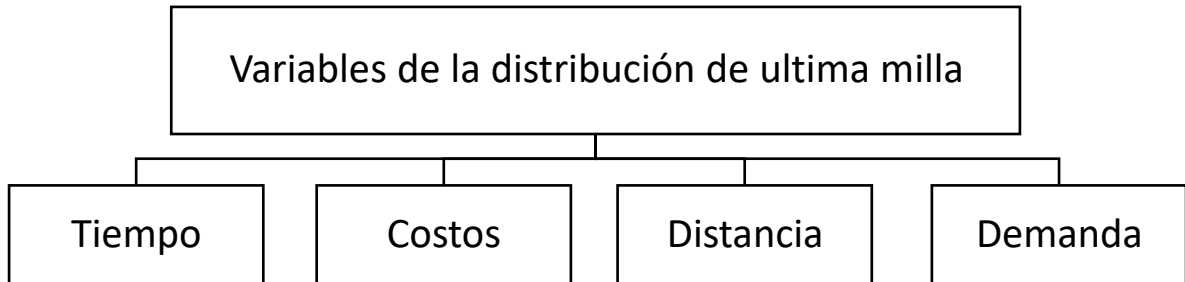 Variables de la distribución de ultima milla
Tiempo
Costos
Distancia
Demanda